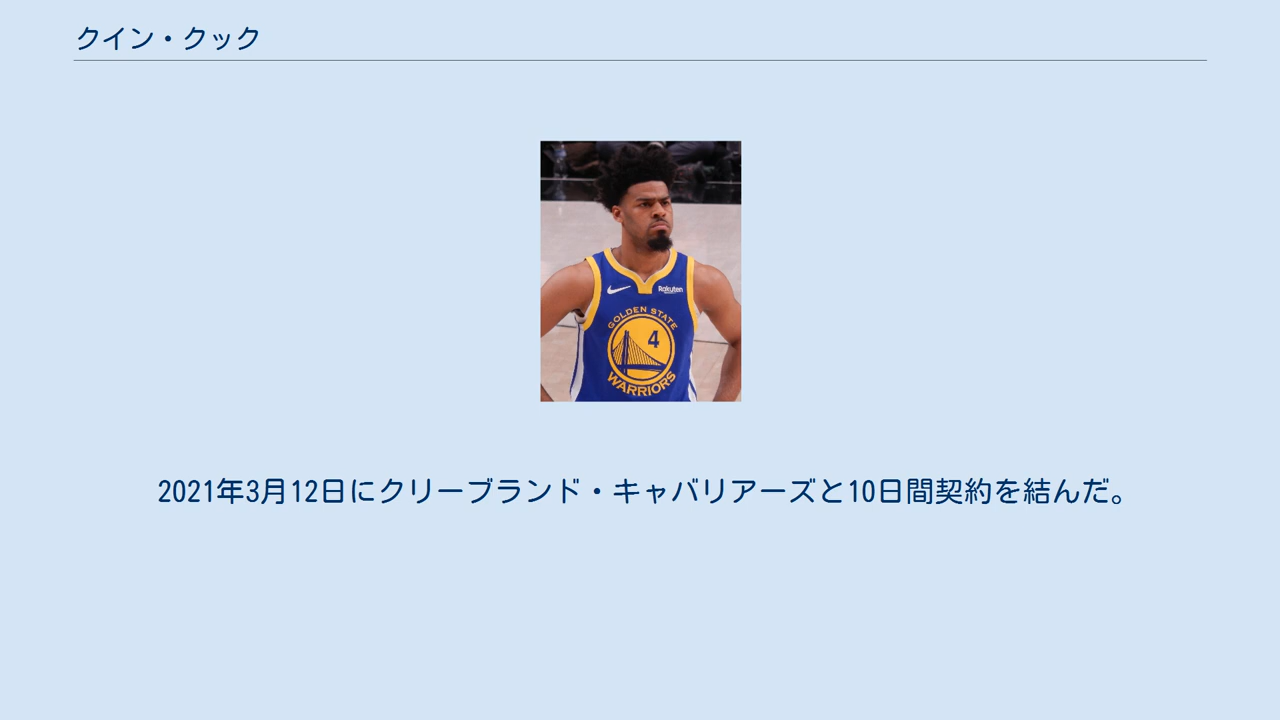 クイン・クック
Rakuten
GOLDEN STATE
4
WARRIORS
2021年3月12日にクリーブランド・キャバリアーズと10日間契約を結んだ。